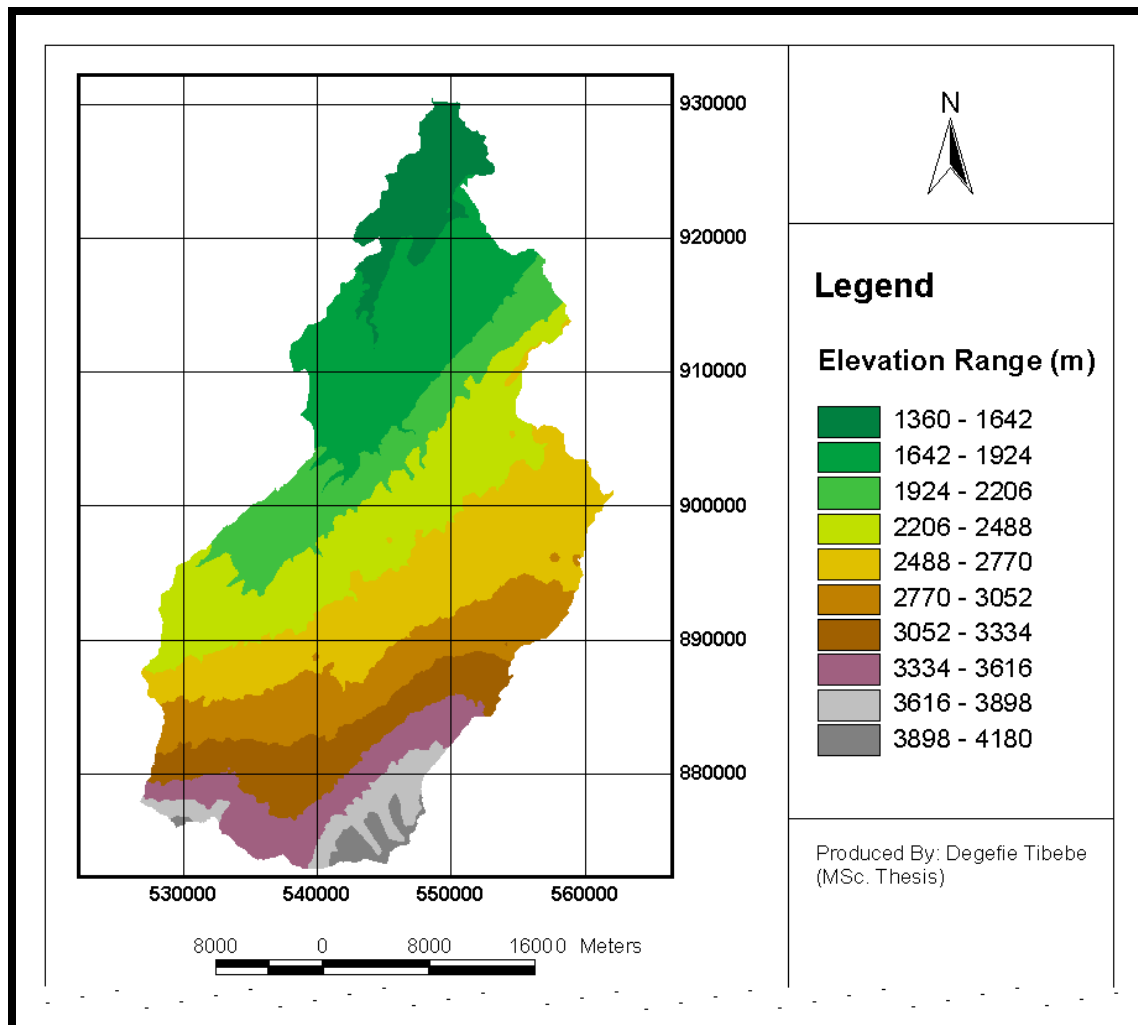 930000
920000
910000
900000
890000
880000
530000 540000 550000 560000
8000 0 8000 16000 Meters
N
Legend
Elevation Range (m)
1360 - 1642
1642 - 1924
1924 - 2206
2206 - 2488
2488 - 2770
2770 - 3052
3052 - 3334
3334 - 3616
3616 - 3898
3898 - 4180
Produced By: Degefie Tibebe
(MSc. Thesis)